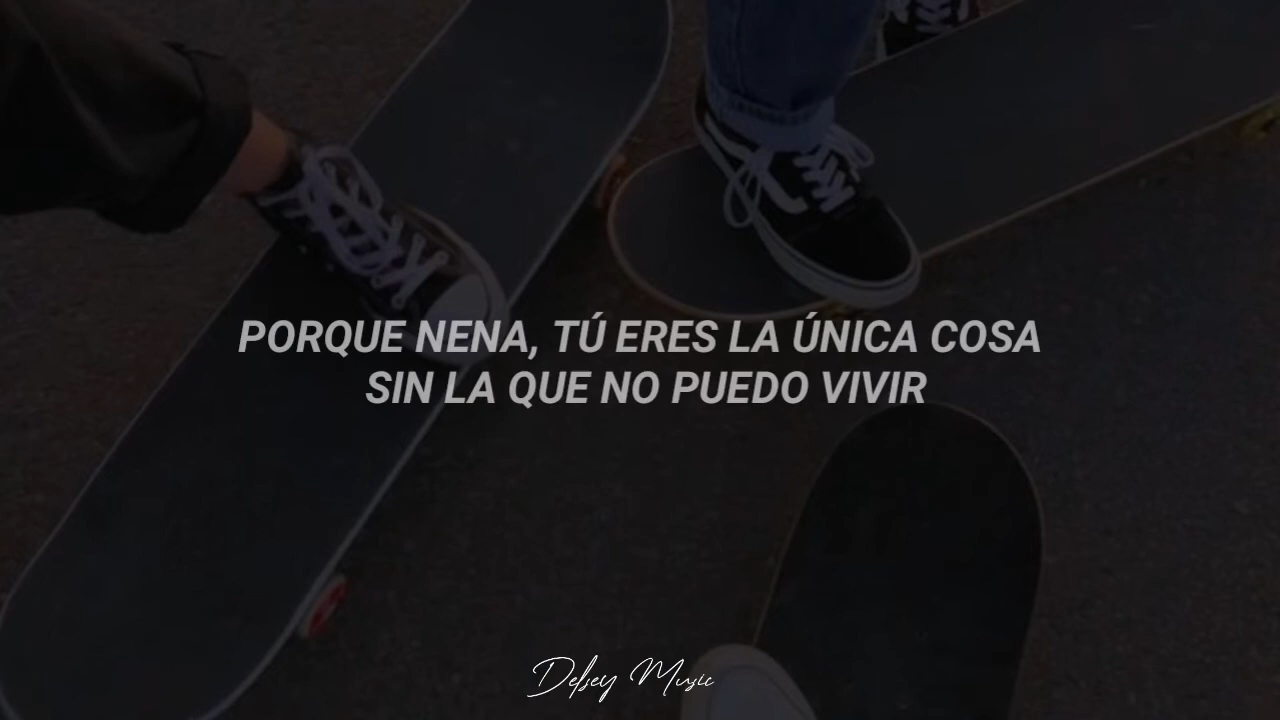 PORQUE NENA, TÚ ERES LA ÚNICA COSA
SIN LA QUE NO PUEDO VIVIR
Delsey Music